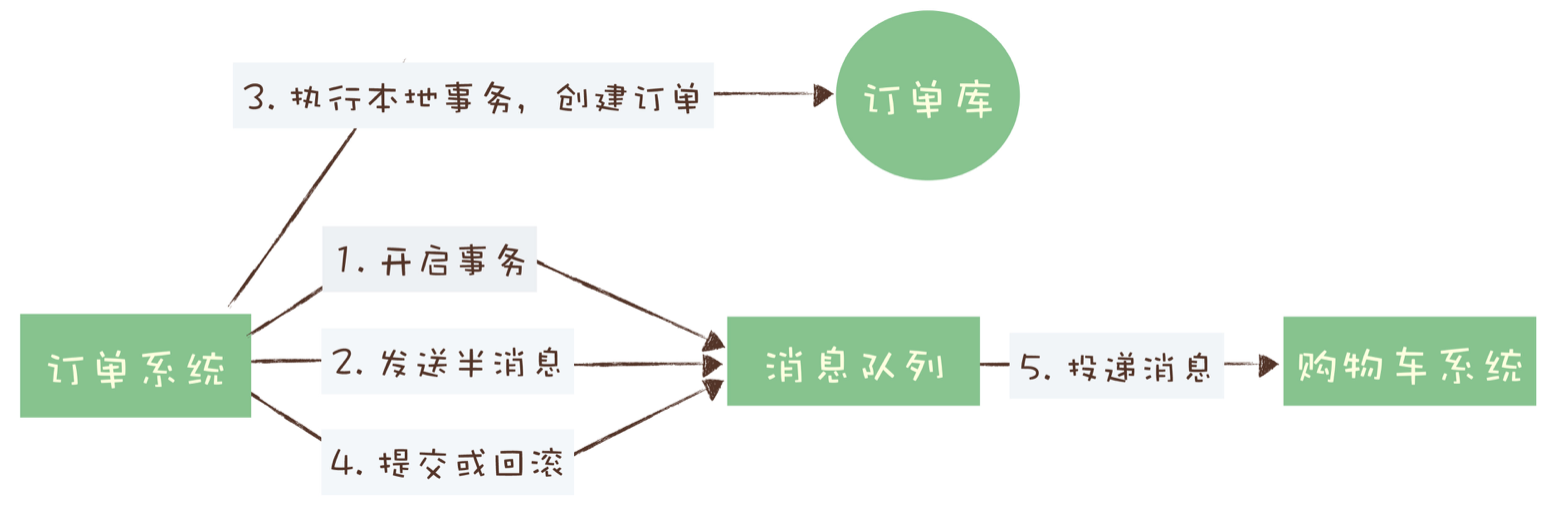 3. 执行本地事务，创建订单
订单库
1. 开启事务
订单系统
2. 发送半消息
消息队列
5. 投递消息
购物车系统
4. 提交或回滚